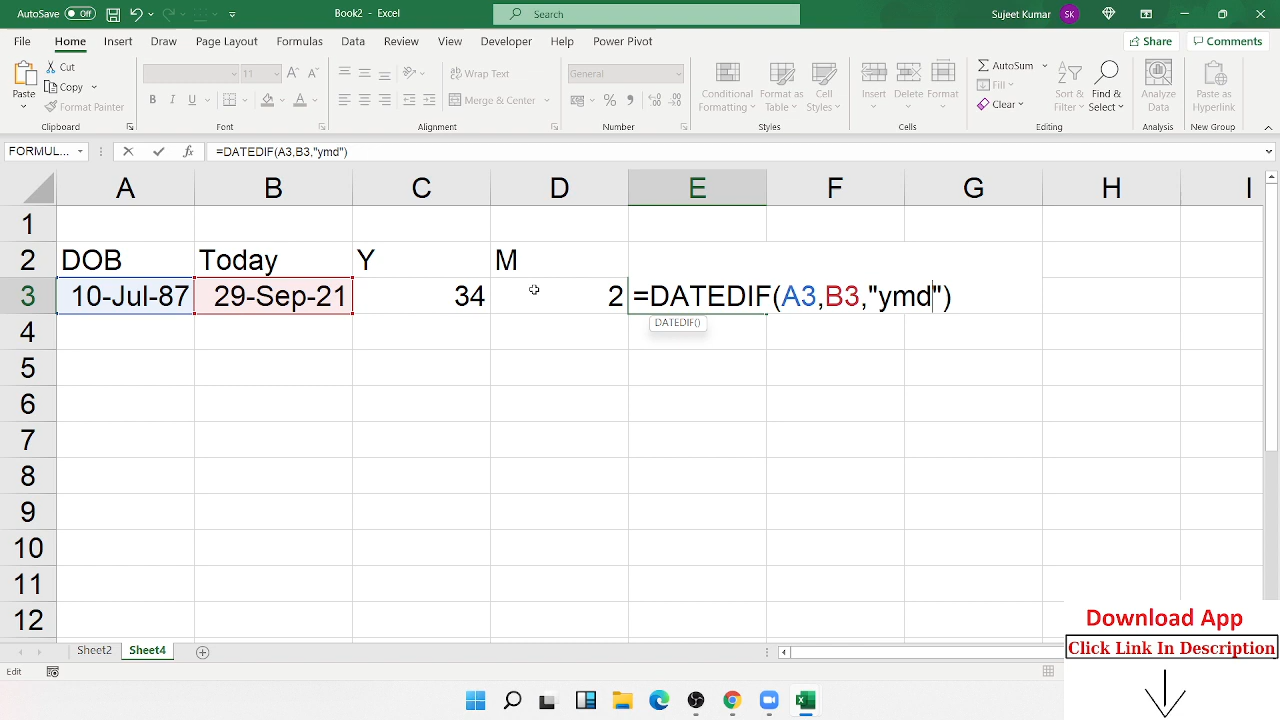 AutoSave Off Book2 - Excel Search Sujeet Kumar SK
File Home Insert Draw Page Layout Formulas Data Review View Developer Help Power Pivot Share Comments
Paste Cut Copy Format Painter Clipboard
11 B I U A Font
Wrap Text Merge & Center Alignment
General % Number
Conditional Formatting Format as Table Cell Styles Styles
Insert Delete Format Cells
AutoSum Fill Clear Sort & Filter Find & Select Editing
Analyze Data Analysis
Paste as Hyperlink New Group
FORMUL... fx =DATEDIF(A3,B3,"ymd")
A B C D E F G H I
1
2 DOB Today Y M
3 10-Jul-87 29-Sep-21 34 2 =DATEDIF(A3,B3,"ymd")
DATEDIF()
4
5
6
7
8
9
10
11
12
Download App
Click Link In Description
Sheet2 Sheet4
Edit